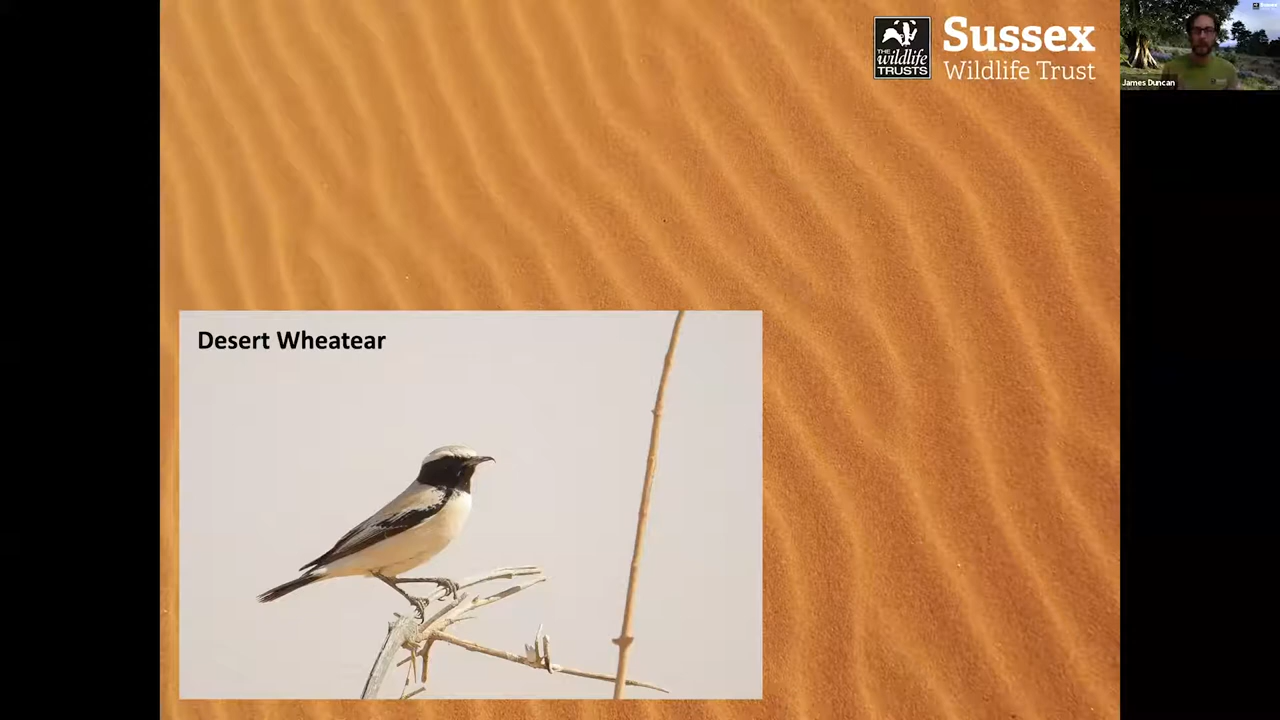 THE
wildlife
TRUSTS
Sussex
Wildlife Trust
James Duncan
Desert Wheatear